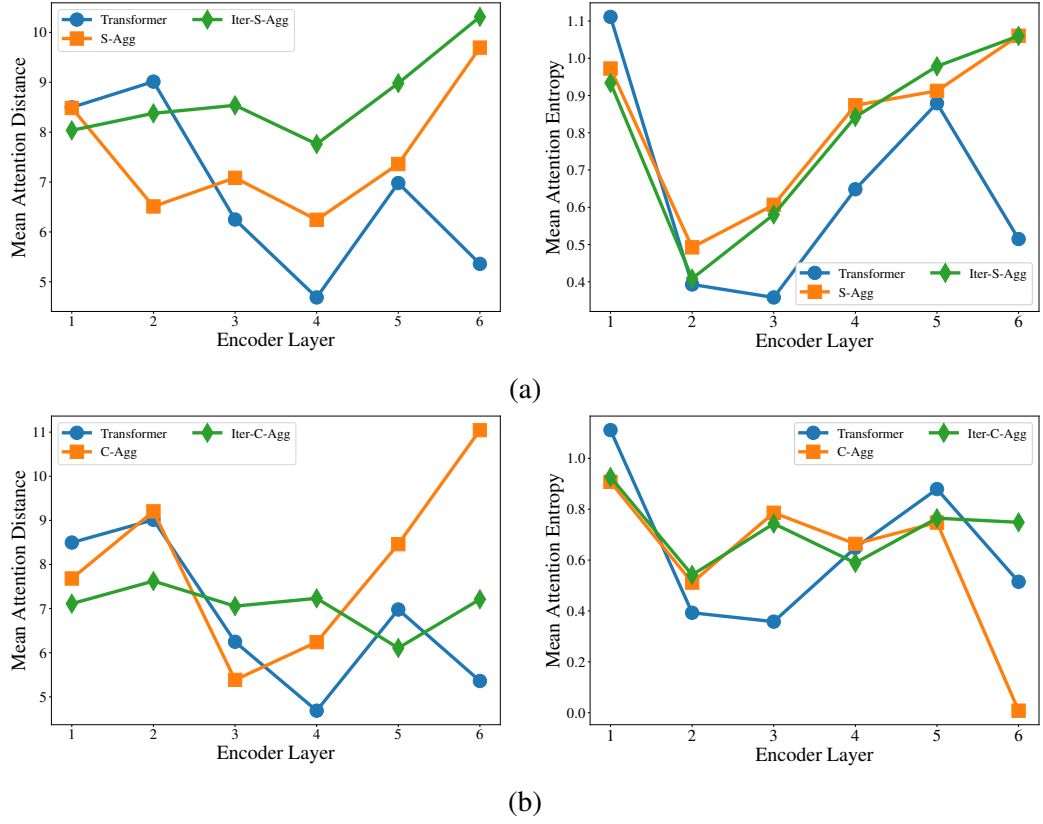 Transformer
S-Agg
Iter-S-Agg
Mean Attention Distance
10
9
8
7
6
5
1 2 3 4 5 6
Encoder Layer
Transformer
S-Agg
Iter-S-Agg
Mean Attention Entropy
1.1
1.0
0.9
0.8
0.7
0.6
0.5
0.4
1 2 3 4 5 6
Encoder Layer
(a)
Transformer
C-Agg
Iter-C-Agg
Mean Attention Distance
11
10
9
8
7
6
5
1 2 3 4 5 6
Encoder Layer
Transformer
C-Agg
Iter-C-Agg
Mean Attention Entropy
1.0
0.8
0.6
0.4
0.2
0.0
1 2 3 4 5 6
Encoder Layer
(b)